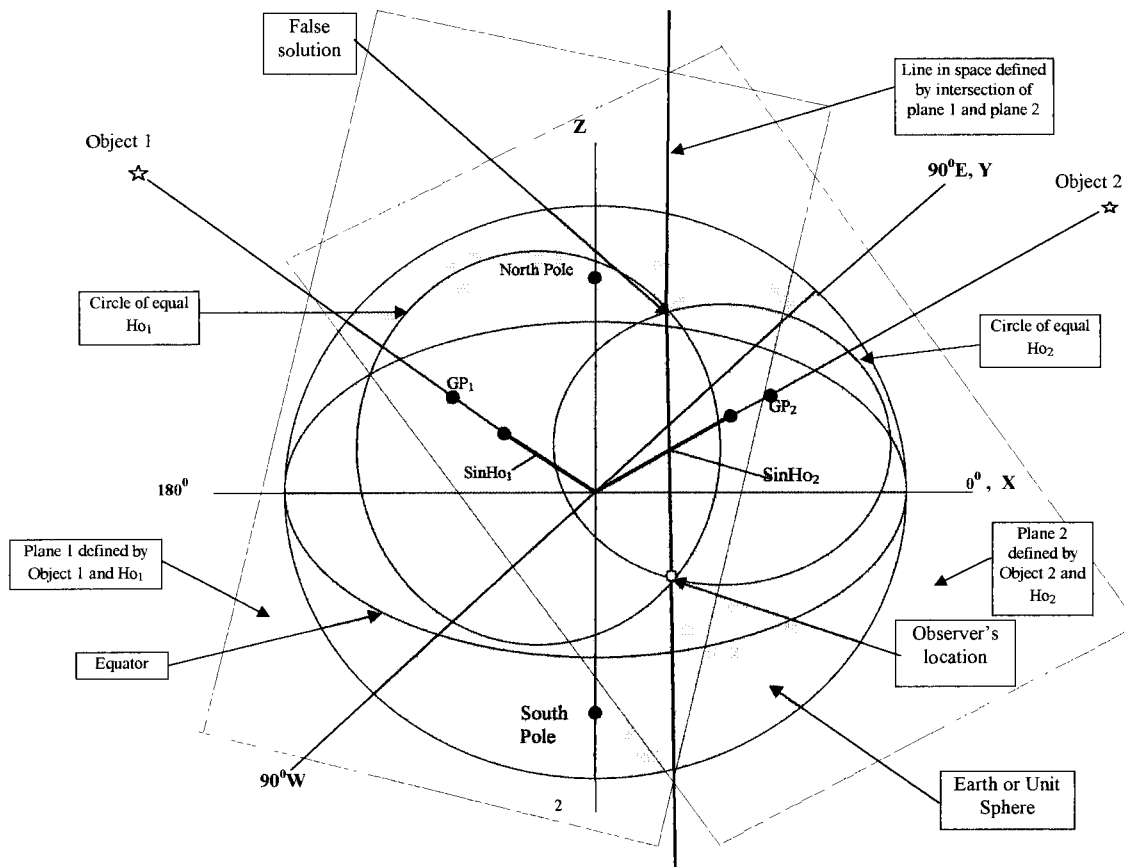 False
solution
Line in space defined
by intersection of
plane 1 and plane 2
Z
Object 1
90⁰E, Y
Object 2
North Pole
Circle of equal
Ho₁
Circle of equal
Ho₂
GP₁
GP₂
SinHo₁
SinHo₂
180⁰
0⁰ , X
Plane 1 defined by
Object 1 and Ho₁
Plane 2
defined by
Object 2 and
Ho₂
Observer's
location
Equator
South
Pole
90⁰W
2
Earth or Unit
Sphere